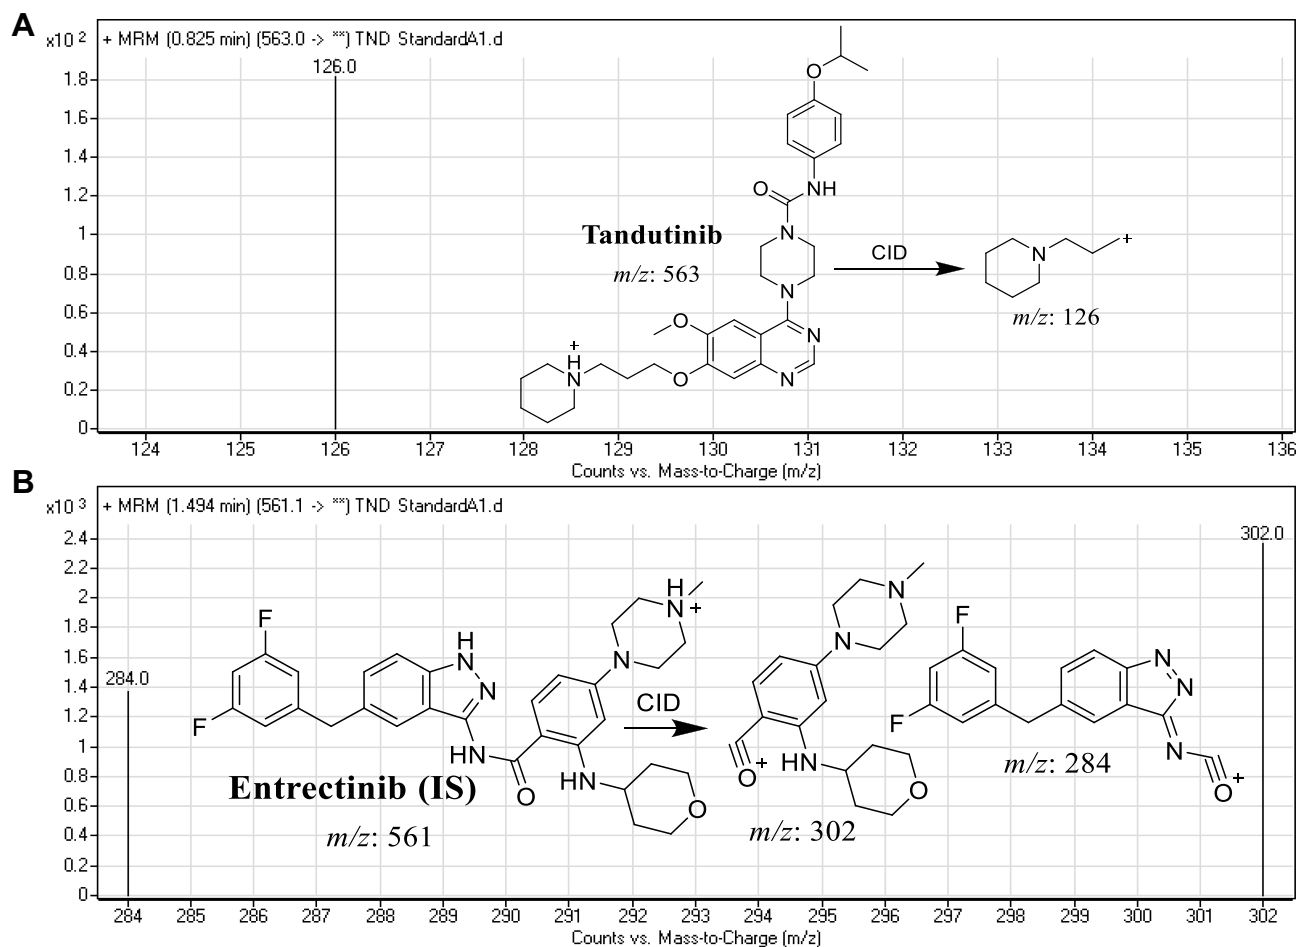 A
x10 2
+ MRM (0.825 min) (563.0 -> **) TND StandardA1.d
126.0
1.8
1.6
1.4
1.2
1
0.8
0.6
0.4
0.2
0
O
O
NH
N
N
N
N
O
O
H
N
+
Tandutinib
m/z: 563
CID
N
+
m/z: 126
124 125 126 127 128 129 130 131 132 133 134 135 136
Counts vs. Mass-to-Charge (m/z)
B
x10 3
+ MRM (1.494 min) (561.1 -> **) TND StandardA1.d
302.0
284.0
2.4
2.2
2
1.8
1.6
1.4
1.2
1
0.8
0.6
0.4
0.2
0
F
F
H
N
N
HN
O
HN
O
N
H
N
+
Entrectinib (IS)
m/z: 561
CID
N
N
O
+
HN
O
m/z: 302
F
F
N
N
N
O
+
m/z: 284
284 285 286 287 288 289 290 291 292 293 294 295 296 297 298 299 300 301 302
Counts vs. Mass-to-Charge (m/z)